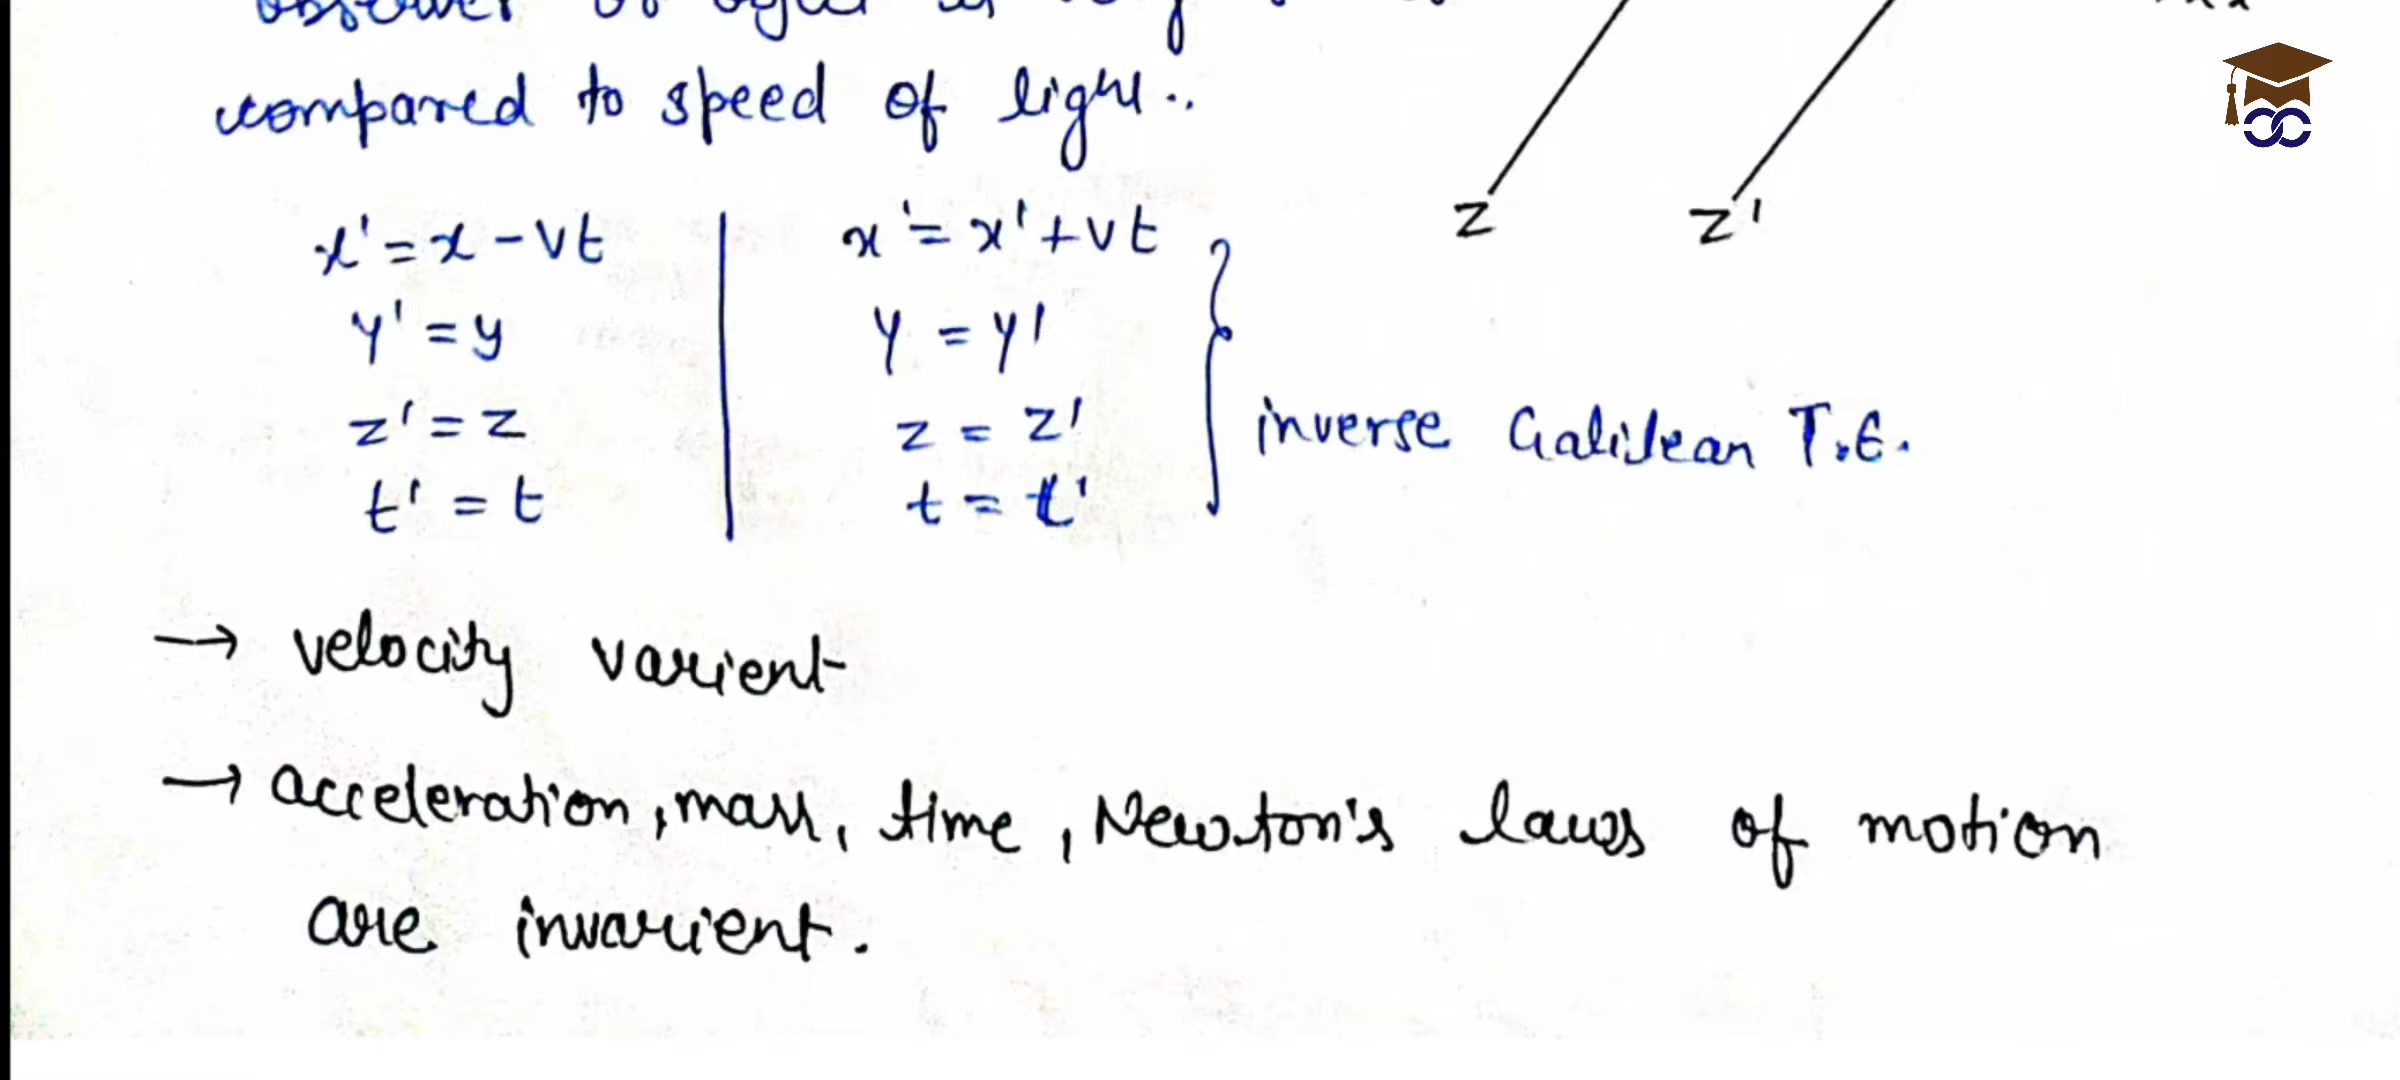 compared to speed of light..
x' = x - vt
y' = y
z' = z
t' = t
x' = x' + vt
y = y'
z = z'
t = t'
inverse Galilean T.E.
z
z'
→ velocity varient
→ acceleration, mass, time, Newton's laws of motion
are invarient.